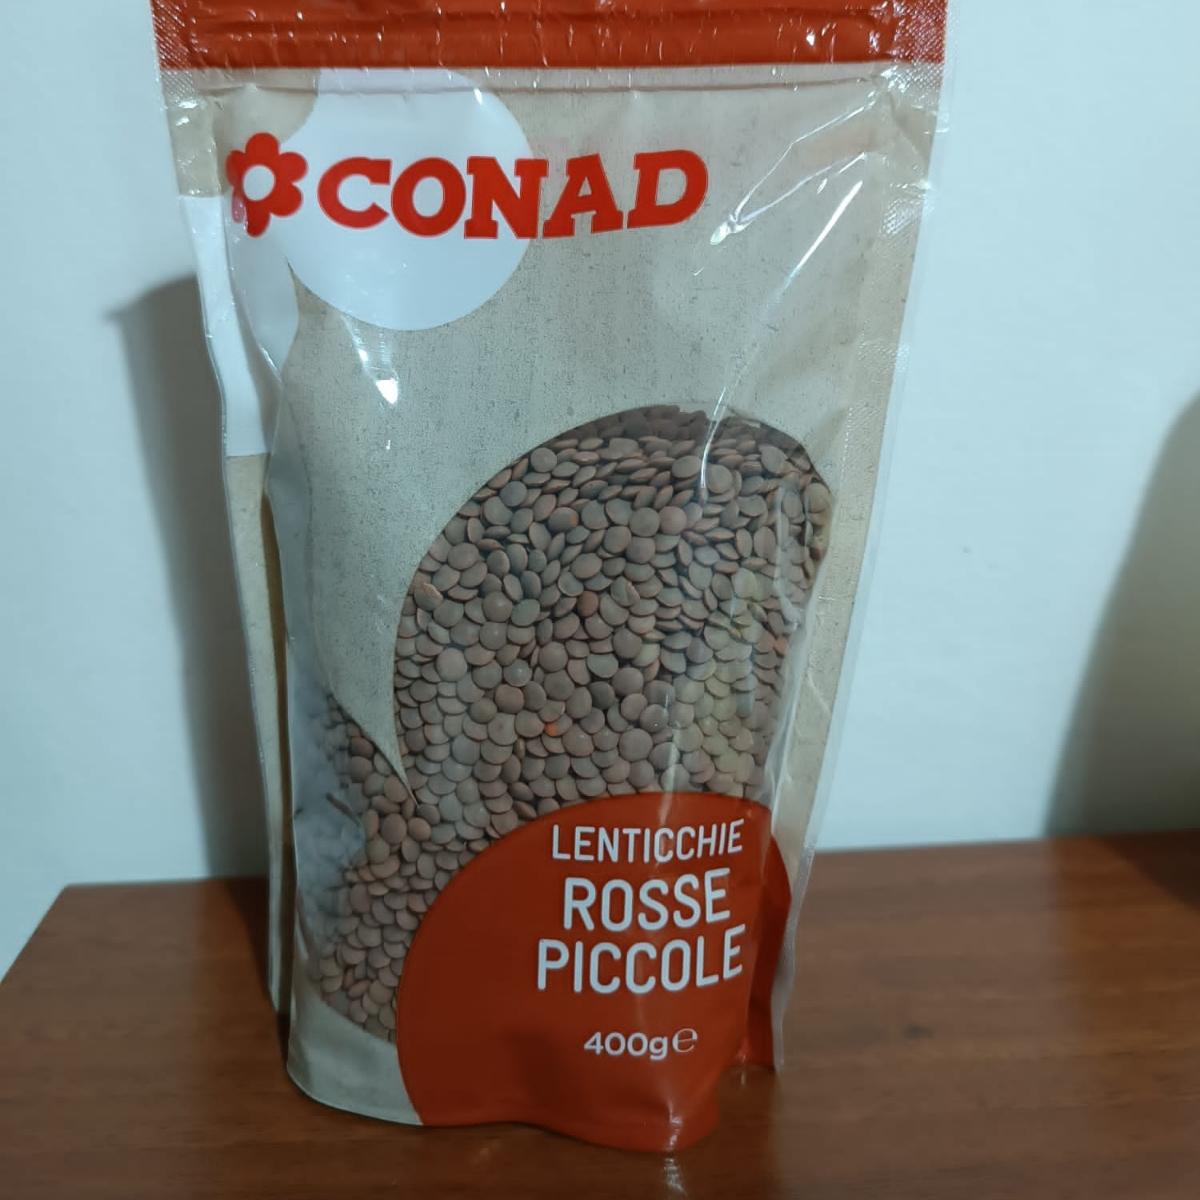 CONAD
LENTICCHIE
ROSSE
PICCOLE
400g℮